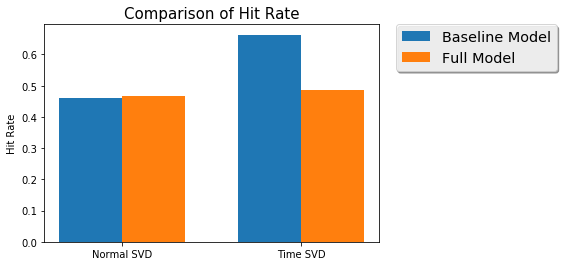 Comparison of Hit Rate
Baseline Model
Full Model
Hit Rate
0.6
0.5
0.4
0.3
0.2
0.1
0.0
Normal SVD
Time SVD